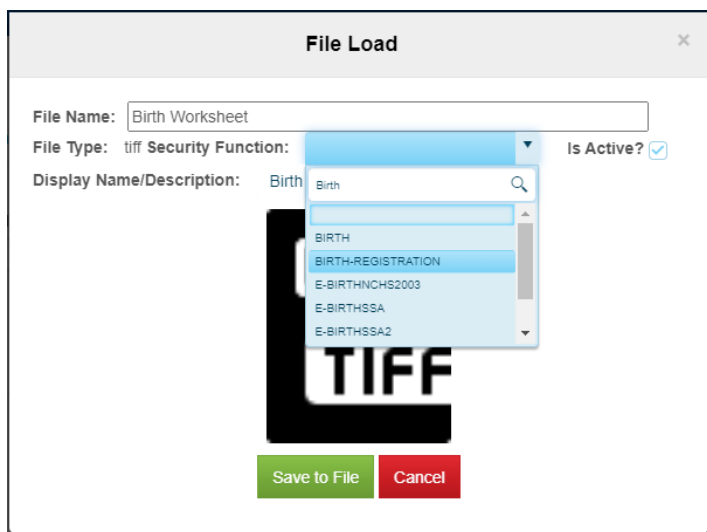 File Load ×
File Name: Birth Worksheet
File Type: tiff Security Function: Is Active?
Display Name/Description: Birth
Birth
BIRTH
BIRTH-REGISTRATION
E-BIRTHNCHS2003
E-BIRTHSSA
E-BIRTHSSA2
TIFF
Save to File Cancel